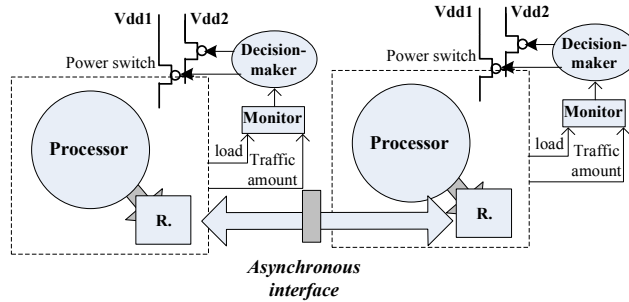 Vdd1 Vdd2
Power switch
Decision-
maker
Monitor
load
Traffic
amount
Processor
R.
Vdd1 Vdd2
Power switch
Decision-
maker
Monitor
load
Traffic
amount
Processor
R.
Asynchronous
interface